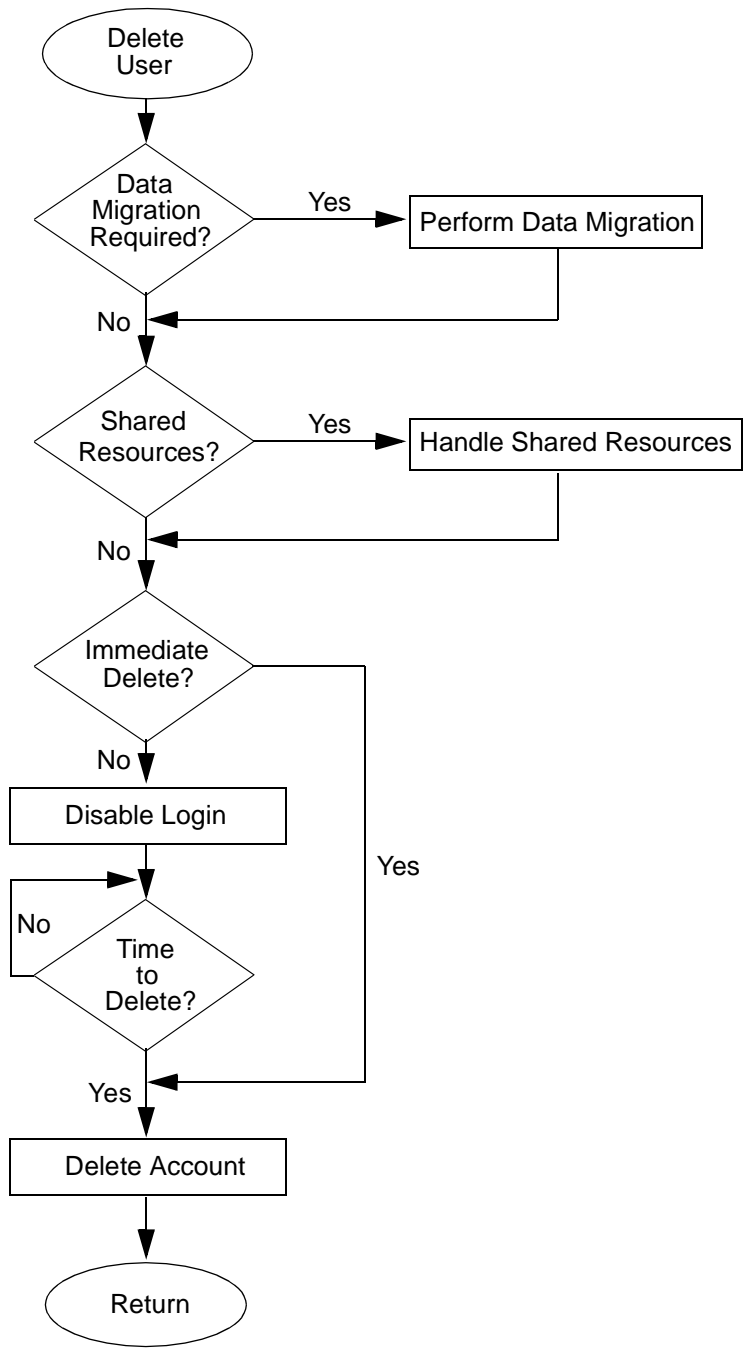 Delete
User
Data
Migration
Required?
Yes
Perform Data Migration
No
Shared
Resources?
Yes
Handle Shared Resources
No
Immediate
Delete?
No
Disable Login
Yes
No
Time
to
Delete?
Yes
Delete Account
Return